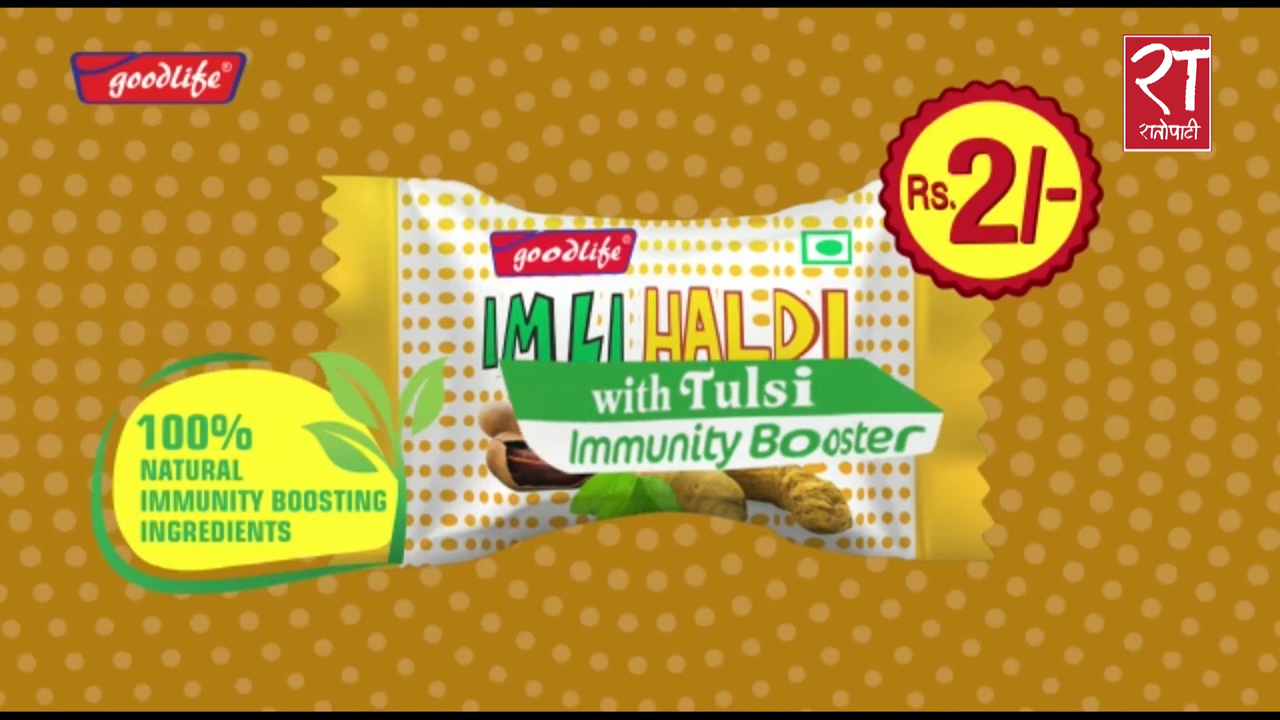 goodlife®
रा
रातोपाटी
Rs.2/-
goodlife®
IMLI HALDI
with Tulsi
Immunity Booster
100%
NATURAL
IMMUNITY BOOSTING
INGREDIENTS